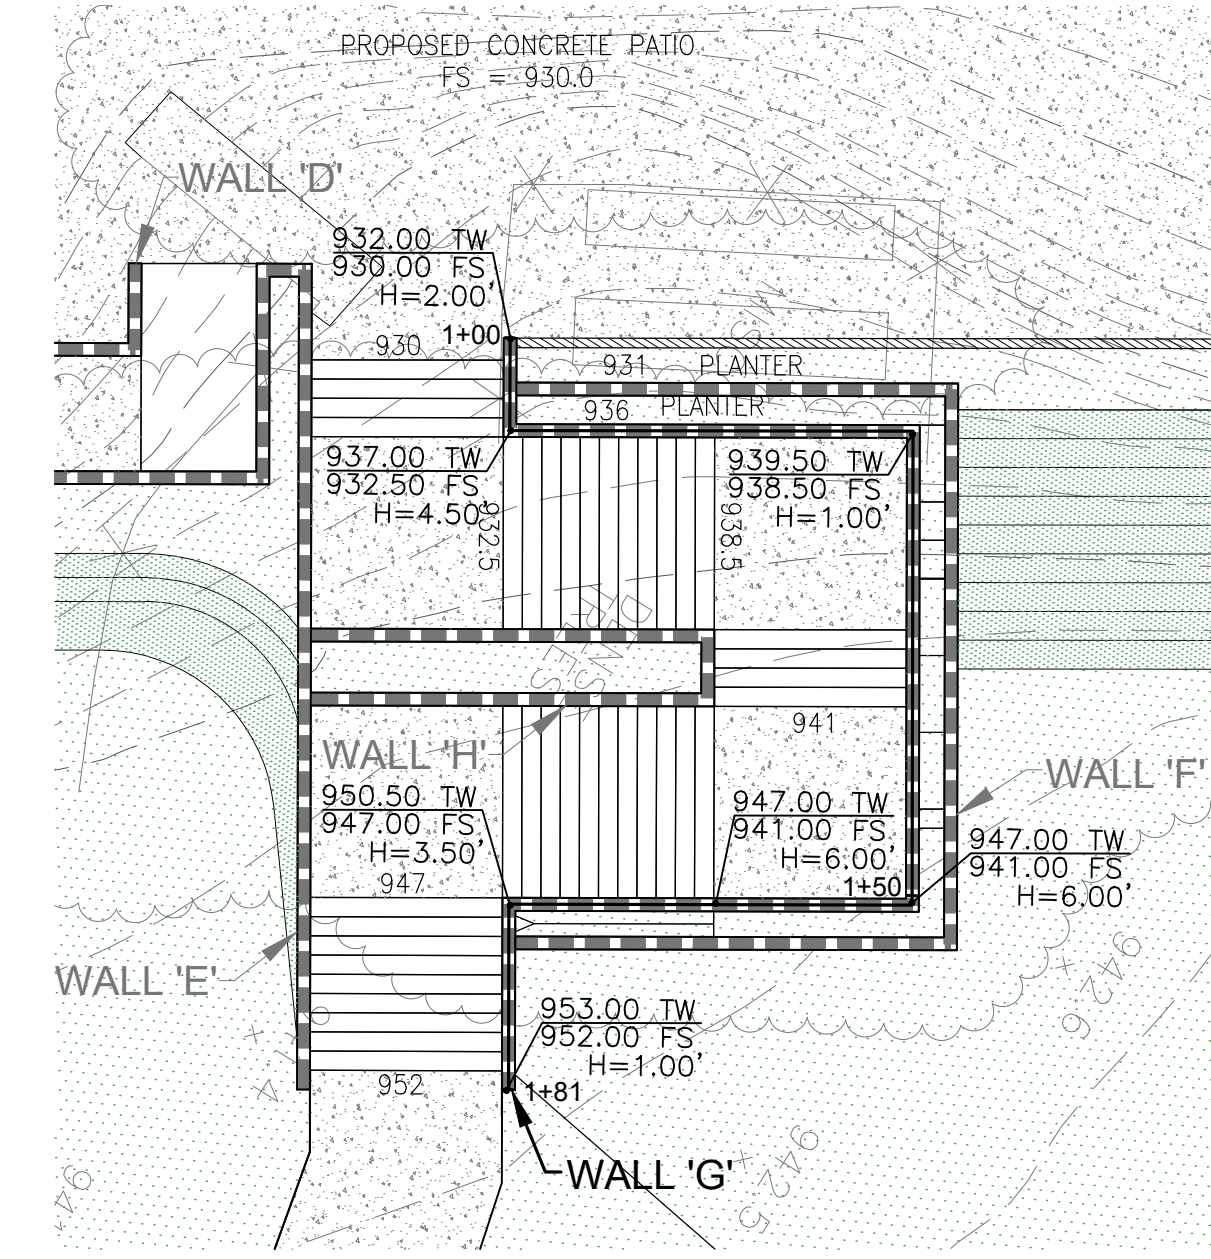 PROPOSED CONCRETE PATIO
FS = 930.0
WALL 'D'
932.00 TW
930.00 FS
H=2.00'
1+00
930
931 PLANTER
936 PLANTER
937.00 TW
932.50 FS
H=4.50'
932.5
939.50 TW
938.50 FS
H=1.00'
938.5
941
WALL 'H'
WALL 'F'
950.50 TW
947.00 FS
H=3.50'
947
947.00 TW
941.00 FS
H=6.00'
1+50
947.00 TW
941.00 FS
H=6.00'
WALL 'E'
953.00 TW
952.00 FS
H=1.00'
952
1+81
WALL 'G'